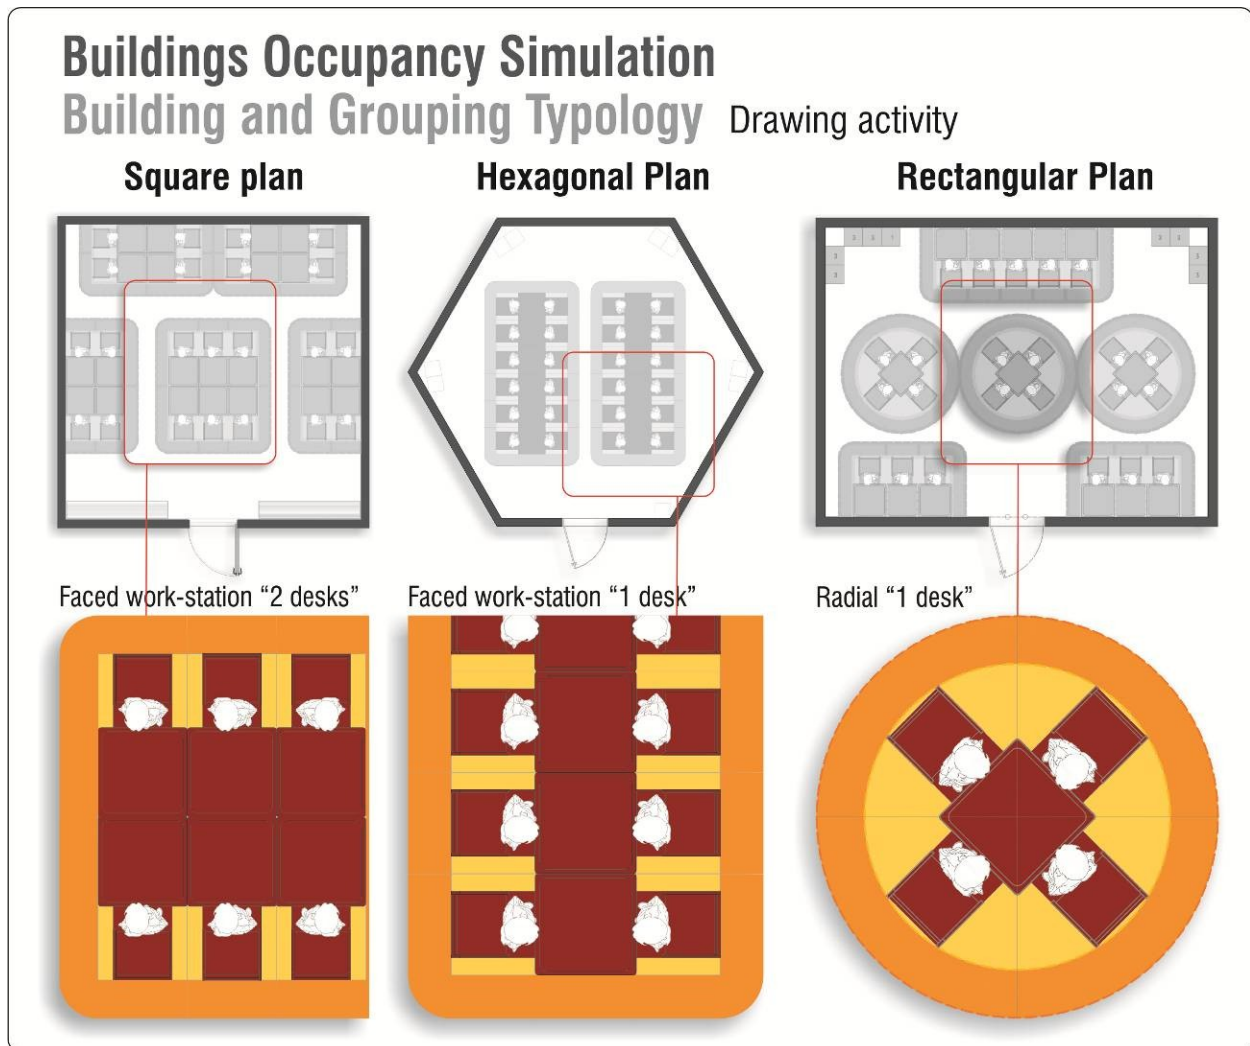 Buildings Occupancy Simulation
Building and Grouping Typology Drawing activity
Square plan
Hexagonal Plan
Rectangular Plan
Faced work-station “2 desks”
Faced work-station “1 desk”
Radial “1 desk”